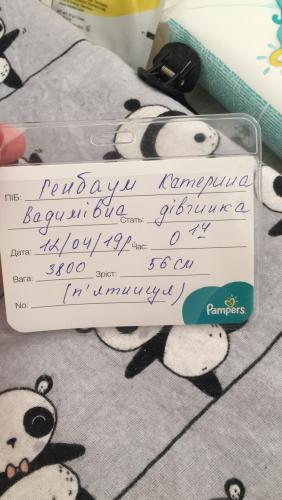 ПІБ: Гейбаум Катерина
Вадимівна Стать: дівчинка
Дата: 12/04/19р Час: 0 14
Вага: 3800 Зріст: 56 см
No: (п'ятниця)
Pampers